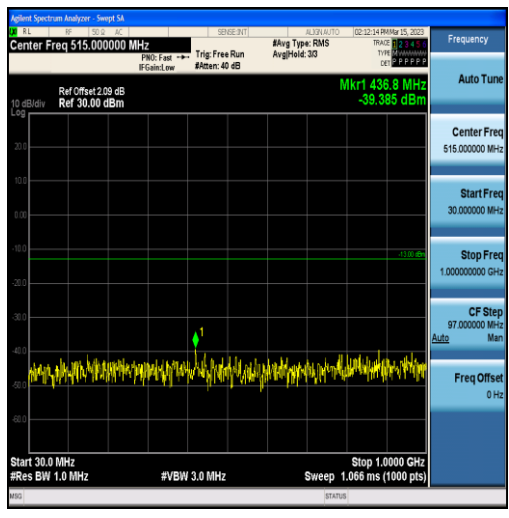 Agilent Spectrum Analyzer - Swept SA
RL RF 50 Ω AC SENSE:INT ALIGN AUTO 02:12:14 PM Mar 15, 2023
Center Freq 515.000000 MHz
PNO: Fast
IFGain:Low
Trig: Free Run
#Atten: 40 dB
#Avg Type: RMS
Avg|Hold: 3/3
TRACE 1 2 3 4 5 6
TYPE
DET P P P P P P
Mkr1 436.8 MHz
-39.385 dBm
Ref Offset 2.09 dB
10 dB/div Ref 30.00 dBm
Log
20.0
10.0
0.00
-10.0
-13.00 dBm
-20.0
-30.0
1
-40.0
-50.0
-60.0
Start 30.0 MHz Stop 1.0000 GHz
#Res BW 1.0 MHz #VBW 3.0 MHz Sweep 1.066 ms (1000 pts)
MSG STATUS
Frequency
Auto Tune
Center Freq
515.000000 MHz
Start Freq
30.000000 MHz
Stop Freq
1.000000000 GHz
CF Step
97.000000 MHz
Auto Man
Freq Offset
0 Hz